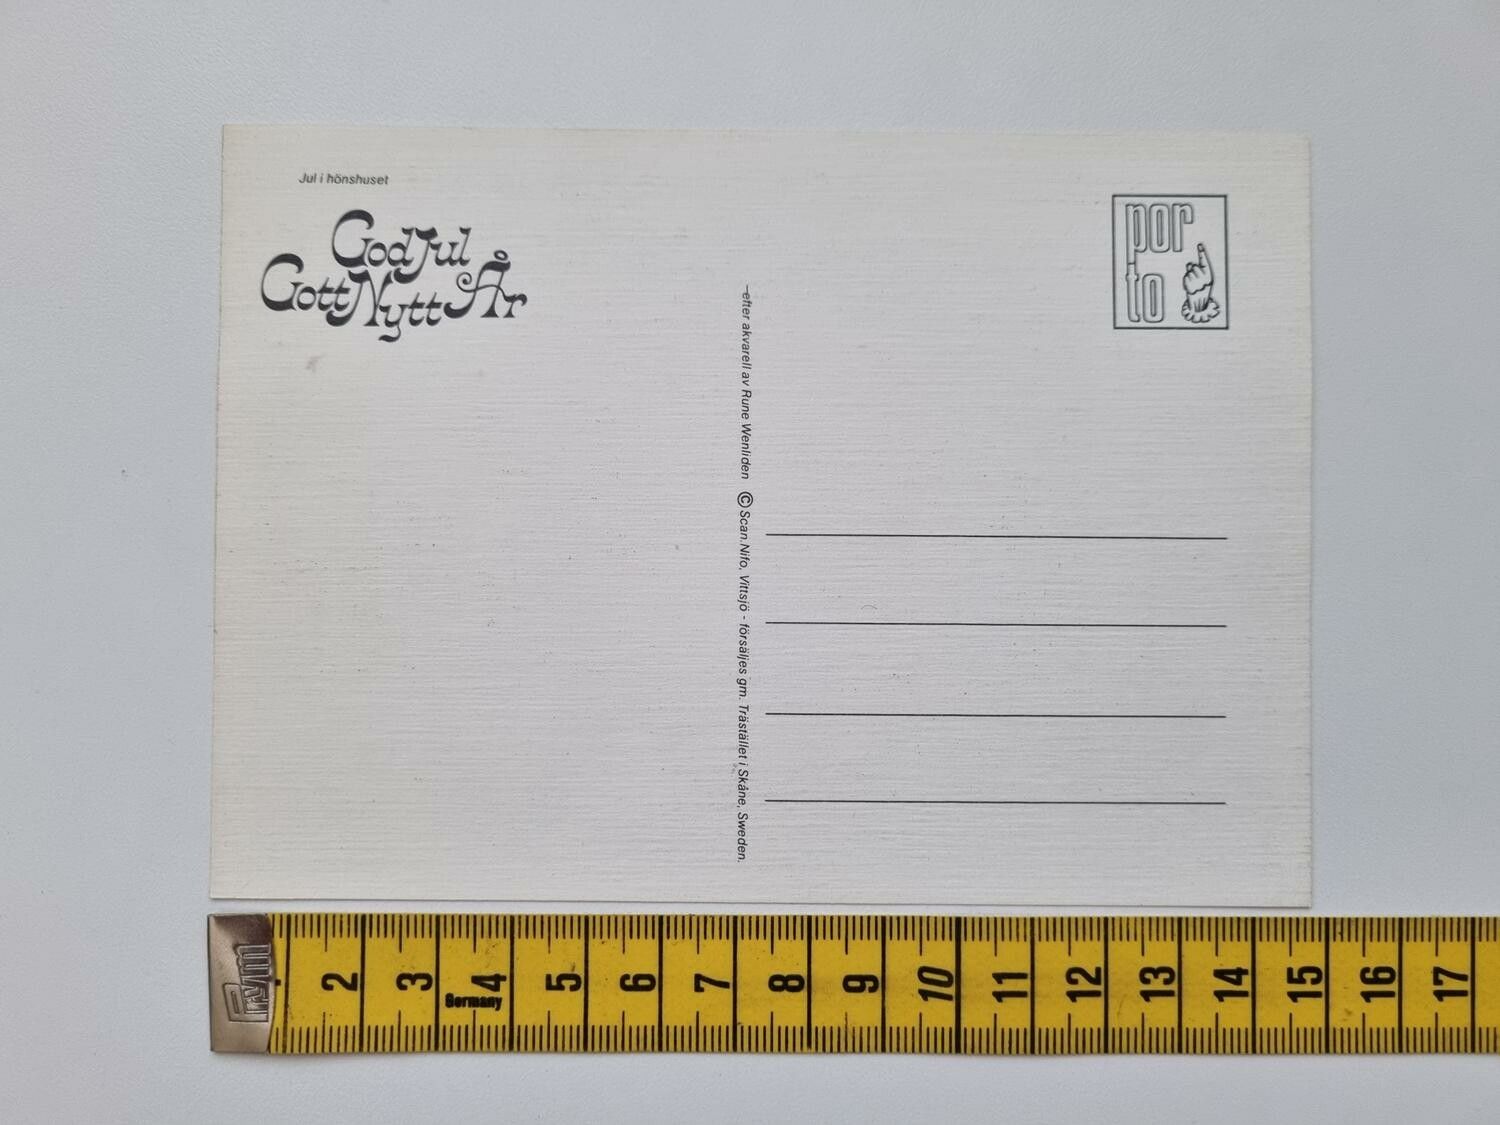 Jul i hönshuset
God Jul
Gott Nytt År
por
to
—efter akvarell av Rune Wenliden © Scan.Nifo, Vittsjö - försäljes gm. Trästället i Skåne, Sweden.
Prym
2 3 4 5 6 7 8 9 10 11 12 13 14 15 16 17
Germany